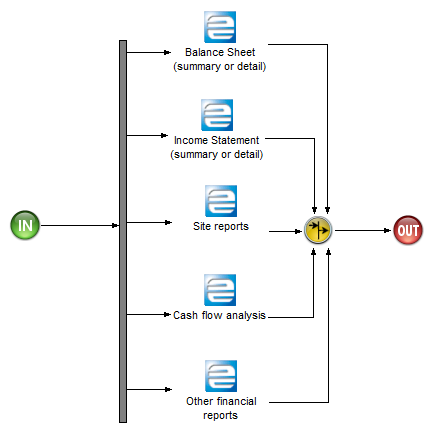 Balance Sheet
(summary or detail)
Income Statement
(summary or detail)
IN
Site reports
OUT
Cash flow analysis
Other financial
reports